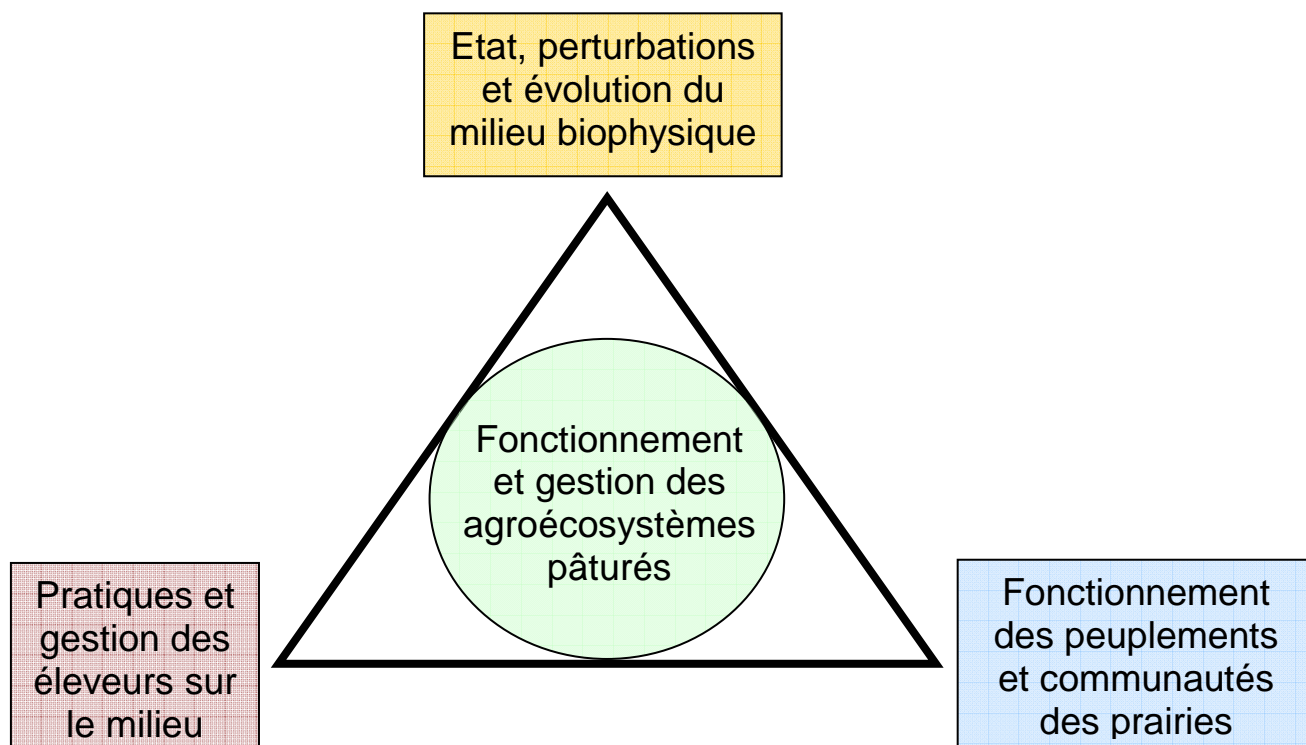 Etat, perturbations
et évolution du
milieu biophysique
Fonctionnement
et gestion des
agroécosystèmes
pâturés
Pratiques et
gestion des
éleveurs sur
le milieu
Fonctionnement
des peuplements
et communautés
des prairies